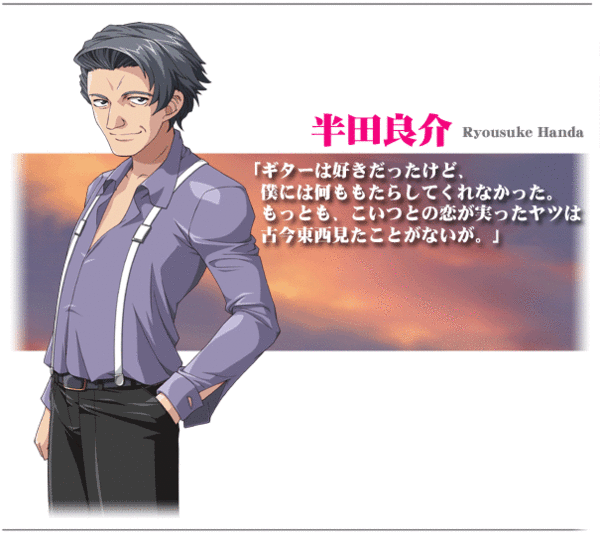 半田良介 Ryousuke Handa
「ギターは好きだったけど、
僕には何ももたらしてくれなかった。
もっとも、こいつとの恋が実ったヤツは
古今東西見たことがないが。」